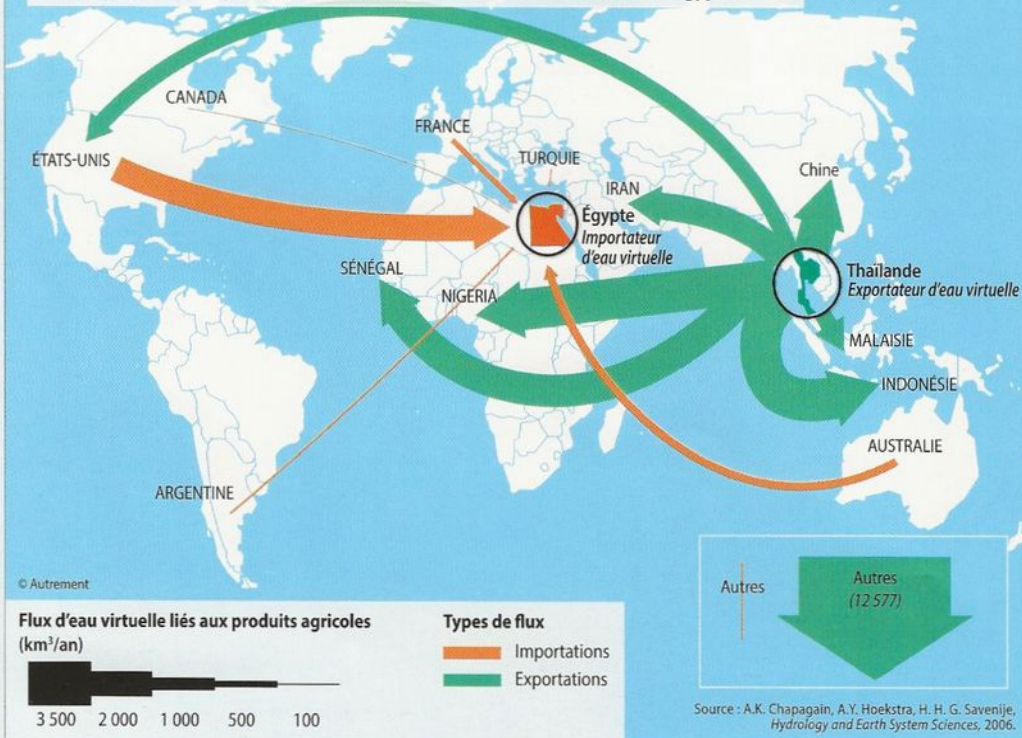 CANADA
FRANCE
ÉTATS-UNIS
TURQUIE
Chine
IRAN
Égypte
Importateur
d'eau virtuelle
SÉNÉGAL
NIGERIA
Thaïlande
Exportateur d'eau virtuelle
MALAISIE
INDONÉSIE
AUSTRALIE
ARGENTINE
© Autrement
Autres
Autres
(12 577)
Flux d'eau virtuelle liés aux produits agricoles
(km³/an)
3 500 2 000 1 000 500 100
Types de flux
Importations
Exportations
Source : A.K. Chapagain, A.Y. Hoekstra, H. H. G. Savenije,
Hydrology and Earth System Sciences, 2006.